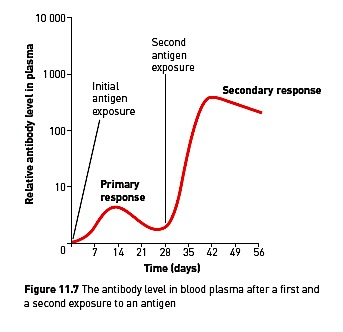 Relative antibody level in plasma
10 000
1 000
100
10
0
Initial
antigen
exposure
Second
antigen
exposure
Primary
response
Secondary response
7 14 21 28 35 42 49 56
Time (days)
Figure 11.7 The antibody level in blood plasma after a first and
a second exposure to an antigen